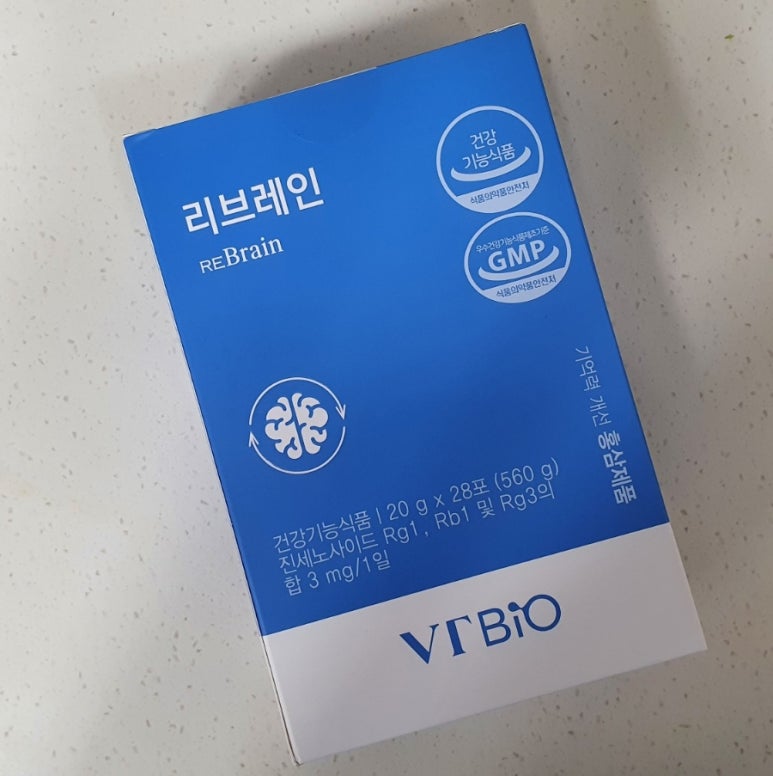 리브레인
REBrain
건강
기능식품
식품의약품안전처
우수건강기능식품제조기준
GMP
식품의약품안전처
기억력 개선 홍삼제품
건강기능식품 | 20 g x 28포 (560 g)
진세노사이드 Rg1, Rb1 및 Rg3의
합 3 mg/1일
VT BIO